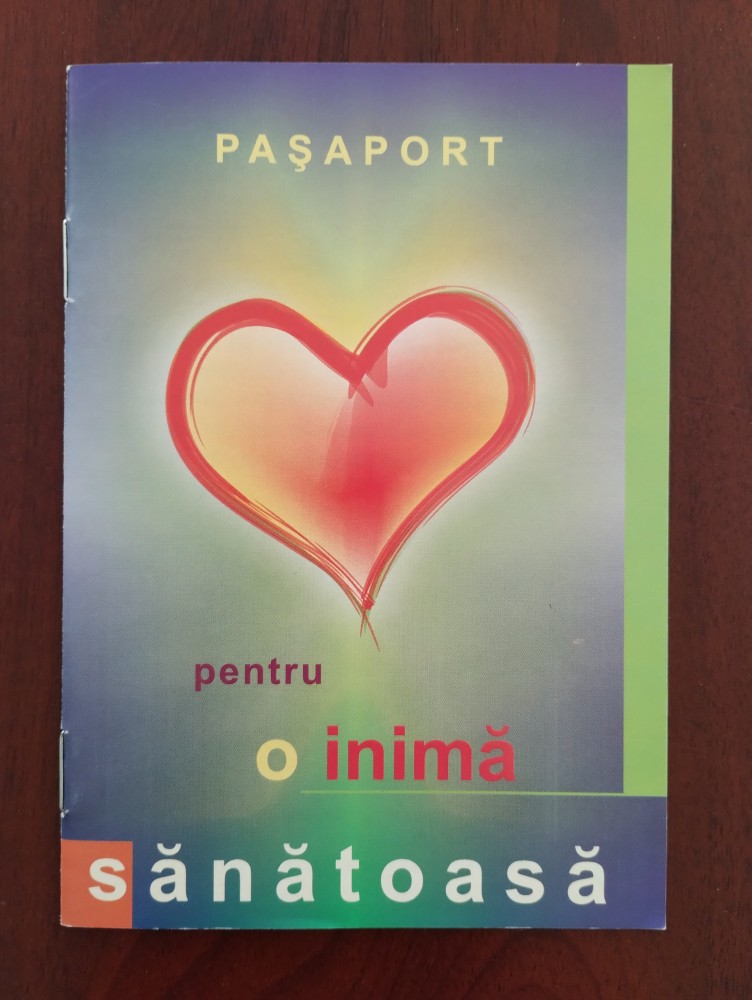 PAŞAPORT
pentru
o inimă
sănătoasă